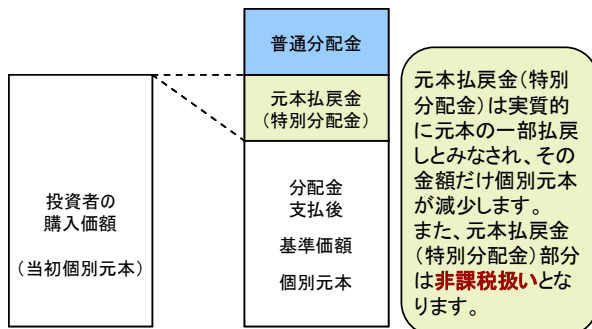 普通分配金
元本払戻金
(特別分配金)
投資者の
購入価額
(当初個別元本)
分配金
支払後
基準価額
個別元本
元本払戻金(特別
分配金)は実質的
に元本の一部払戻
しとみなされ、その
金額だけ個別元本
が減少します。
また、元本払戻金
(特別分配金)部分
は非課税扱いとな
ります。